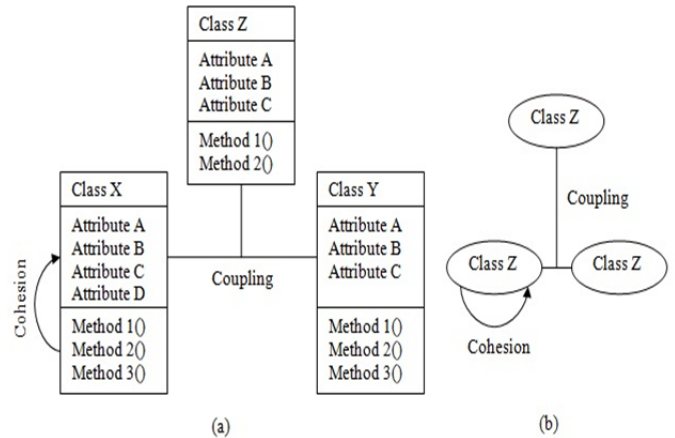 Class Z
Attribute A
Attribute B
Attribute C
Method 1()
Method 2()
Class X
Attribute A
Attribute B
Attribute C
Attribute D
Method 1()
Method 2()
Method 3()
Cohesion
Coupling
Class Y
Attribute A
Attribute B
Attribute C
Method 1()
Method 2()
Method 3()
(a)
Class Z
Coupling
Class Z
Class Z
Cohesion
(b)